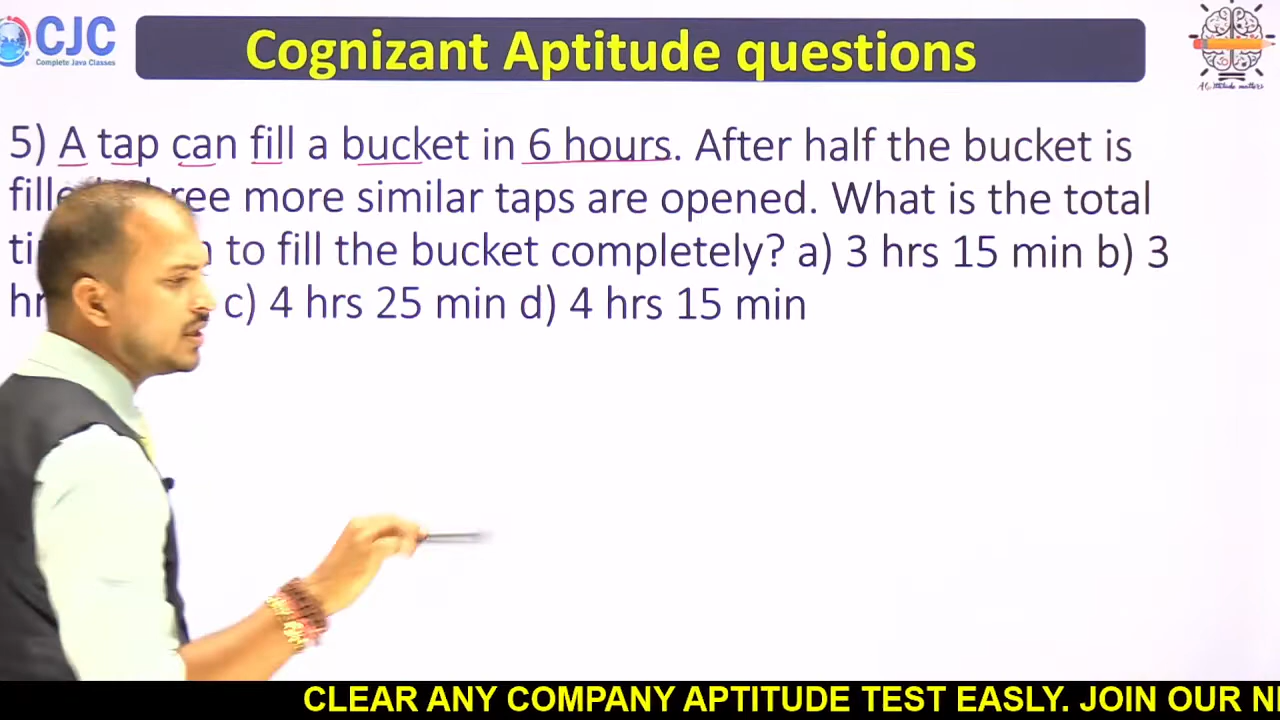 CJC
Complete Java Classes
Cognizant Aptitude questions
5) A tap can fill a bucket in 6 hours. After half the bucket is
more similar taps are opened. What is the total
to fill the bucket completely? a) 3 hrs 15 min b) 3
c) 4 hrs 25 min d) 4 hrs 15 min
CLEAR ANY COMPANY APTITUDE TEST EASLY. JOIN OUR